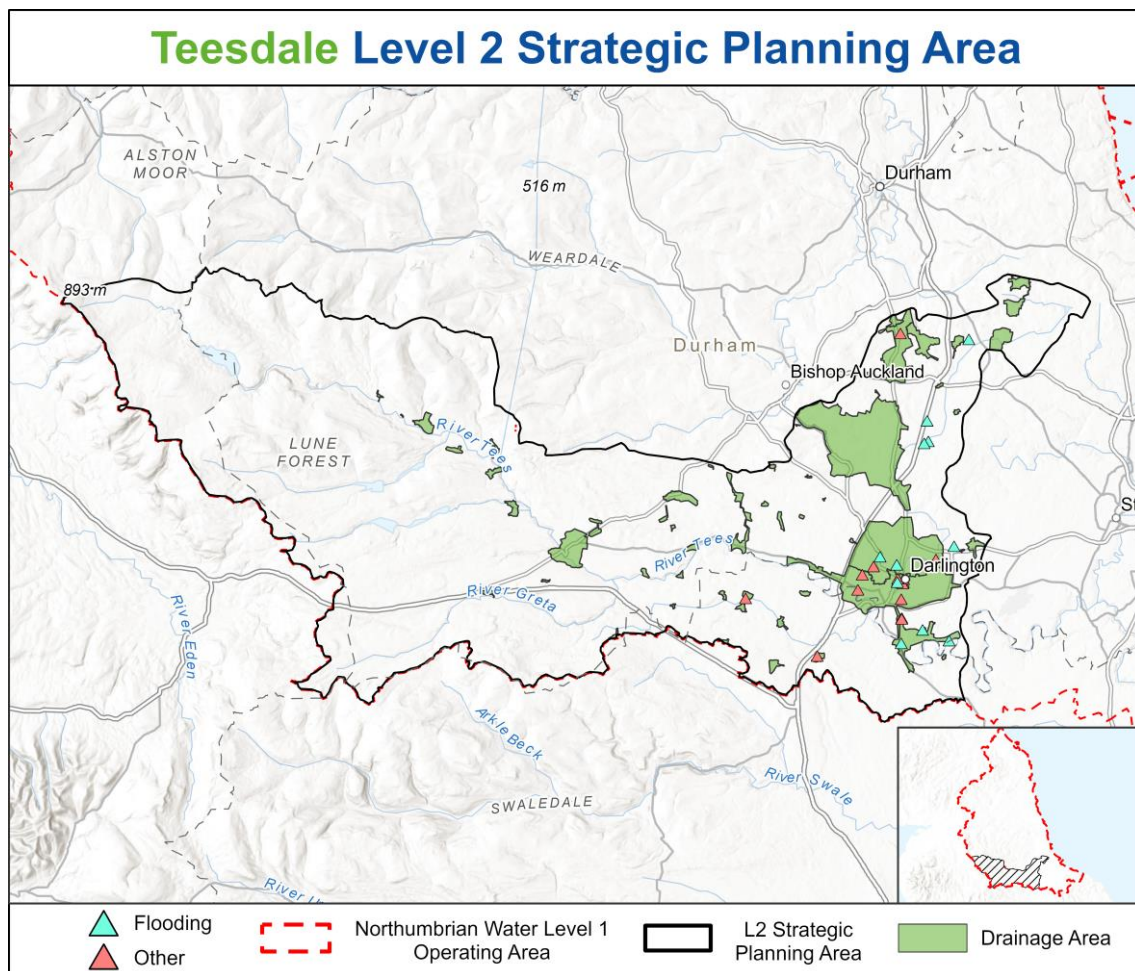 Teesdale Level 2 Strategic Planning Area
ALSTON
MOOR
516 m
Durham
WEARDALE
893 m
Durham
Bishop Auckland
LUNE
FOREST
River Tees
River Tees
Darlington
River Greta
River Eden
Arkle Beck
River Swale
SWALEDALE
Flooding
Other
Northumbrian Water Level 1
Operating Area
L2 Strategic
Planning Area
Drainage Area